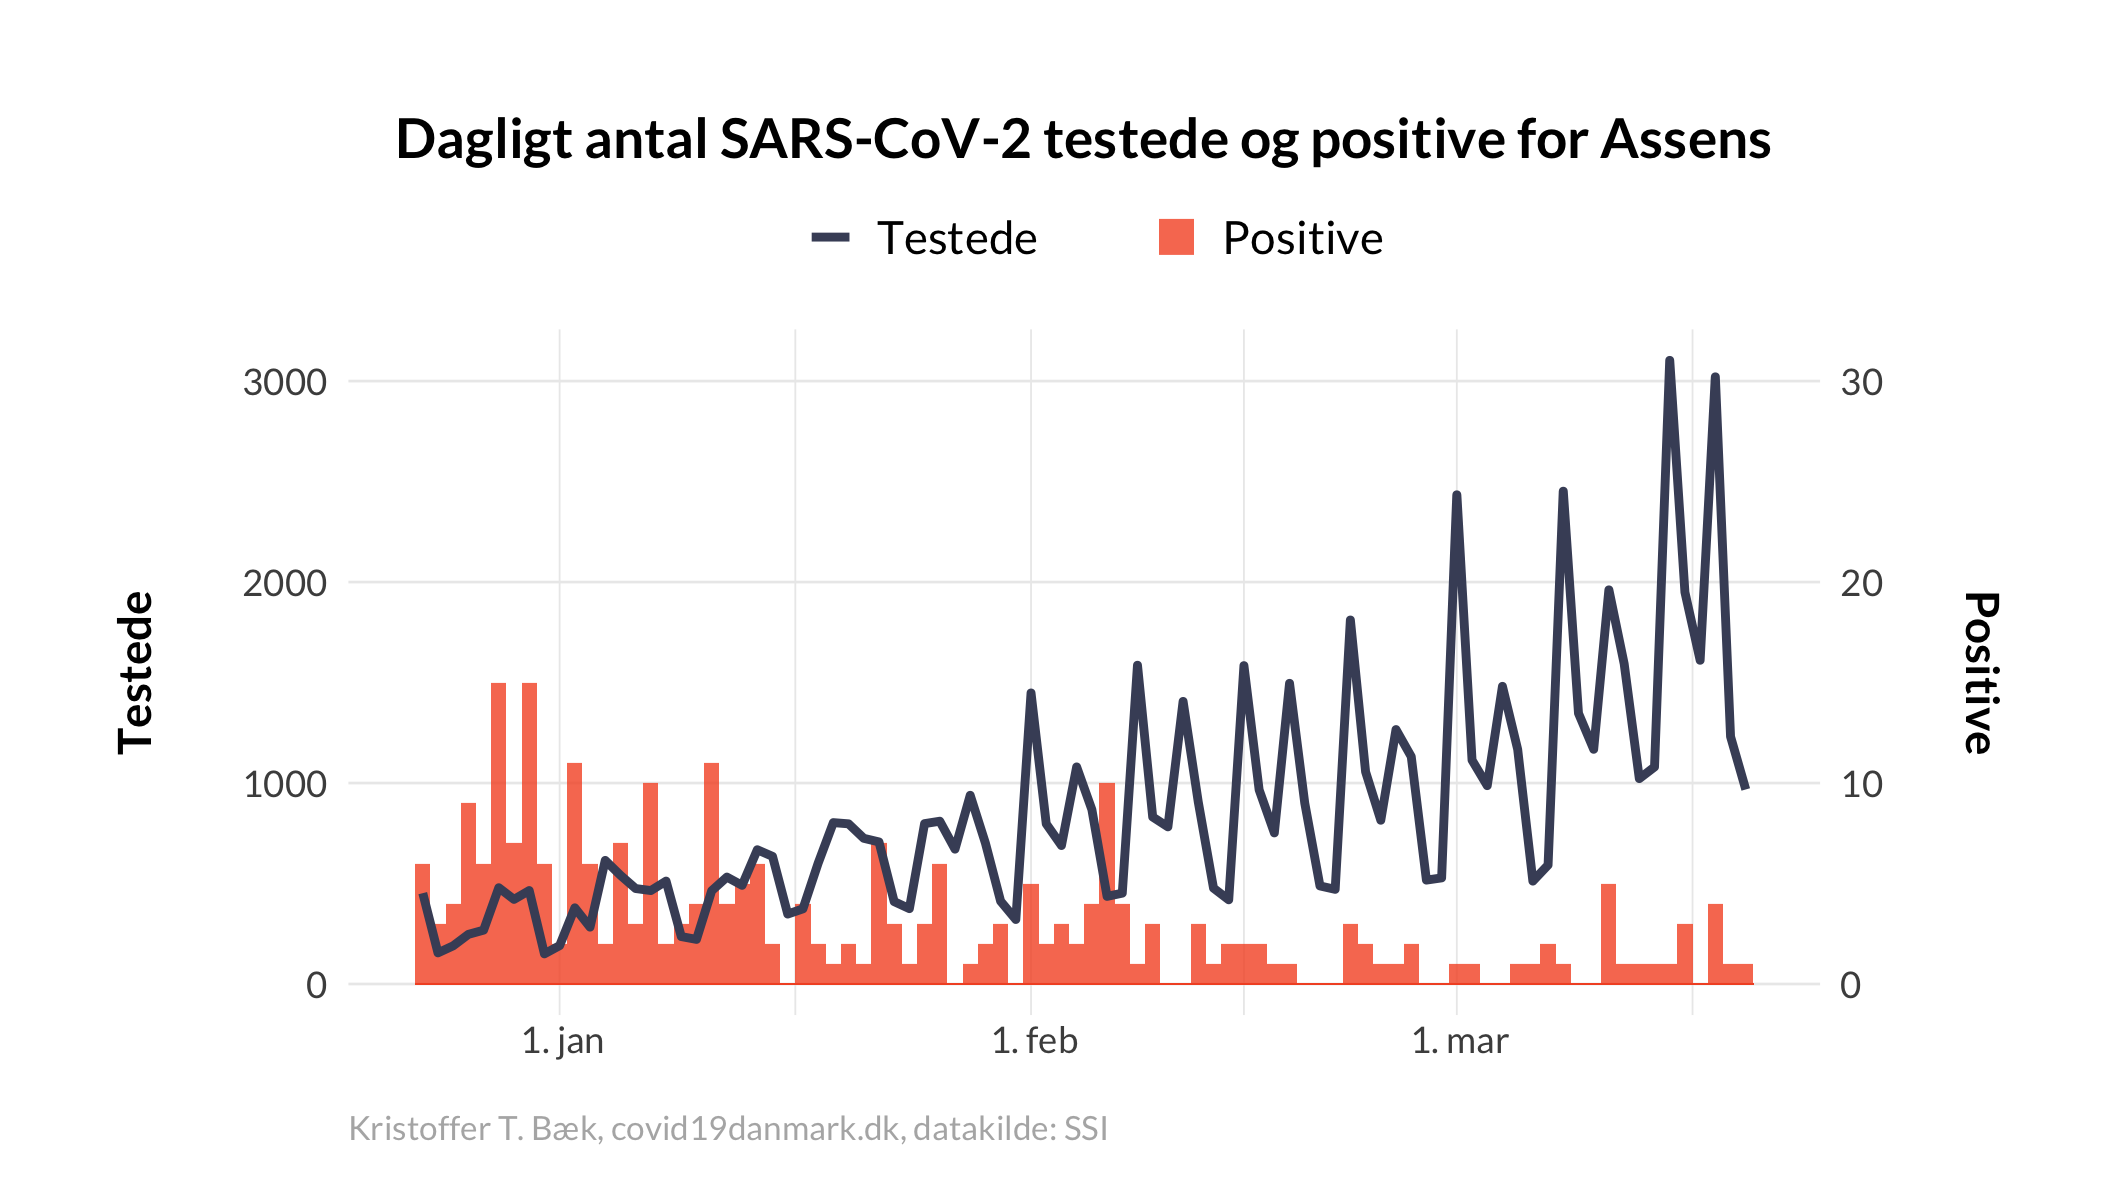 Dagligt antal SARS-CoV-2 testede og positive for Assens
Testede
Positive
3000
2000
1000
0
30
20
10
0
Testede
Positive
1. jan
1. feb
1. mar
Kristoffer T. Bæk, covid19danmark.dk, datakilde: SSI